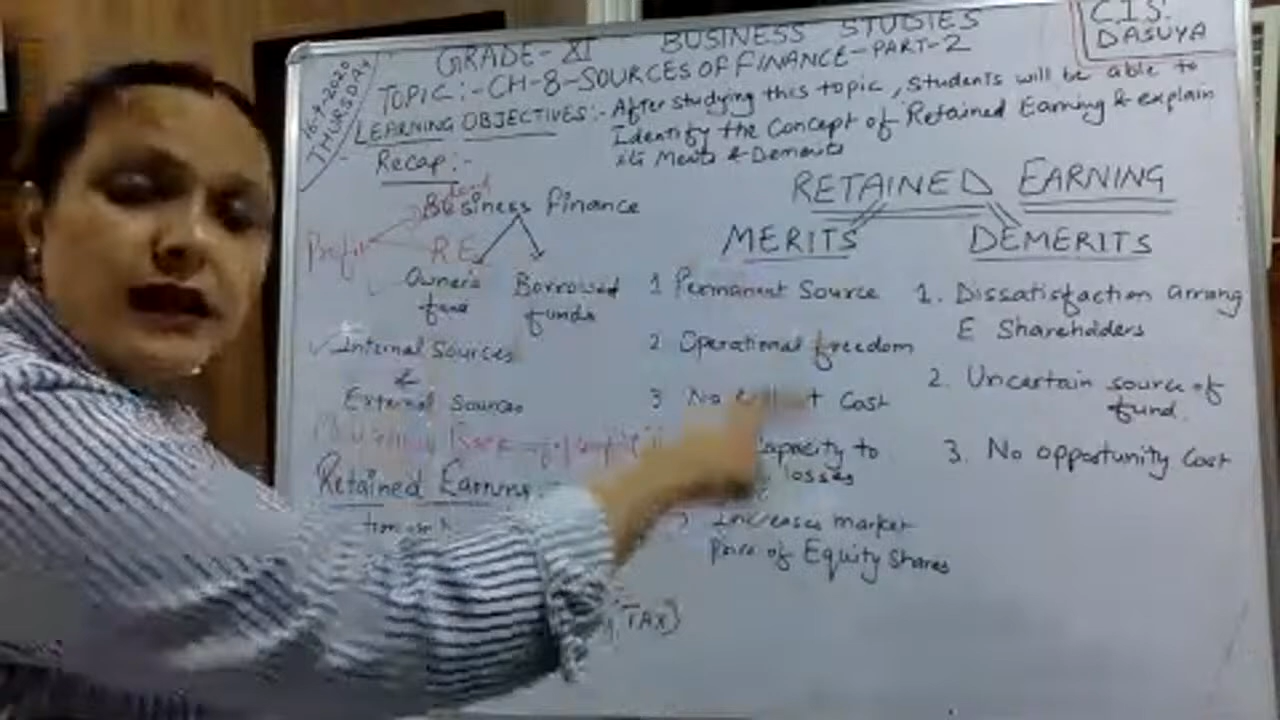 GRADE-XI BUSINESS STUDIES
C.I.S.
DASUYA
16-4-2020
THURSDAY
TOPIC:- CH-8-SOURCES OF FINANCE-PART-2
LEARNING OBJECTIVES:- After studying this topic, students will be able to
Identify the Concept of Retained Earning & explain
its Merits & Demerits
Recap:-
Business finance
Profit
R E
Owner's
fund
Borrowed
funds
Internal Sources
&
External Sources
Retained Earning
TAX}
RETAINED EARNING
MERITS
1 Permanent Source
2 Operational freedom
3 No Cost
Capacity to
losses
Increases market
Price of Equity Shares
DEMERITS
1. Dissatisfaction among
E Shareholders
2. Uncertain source of
fund.
3. No opportunity Cost